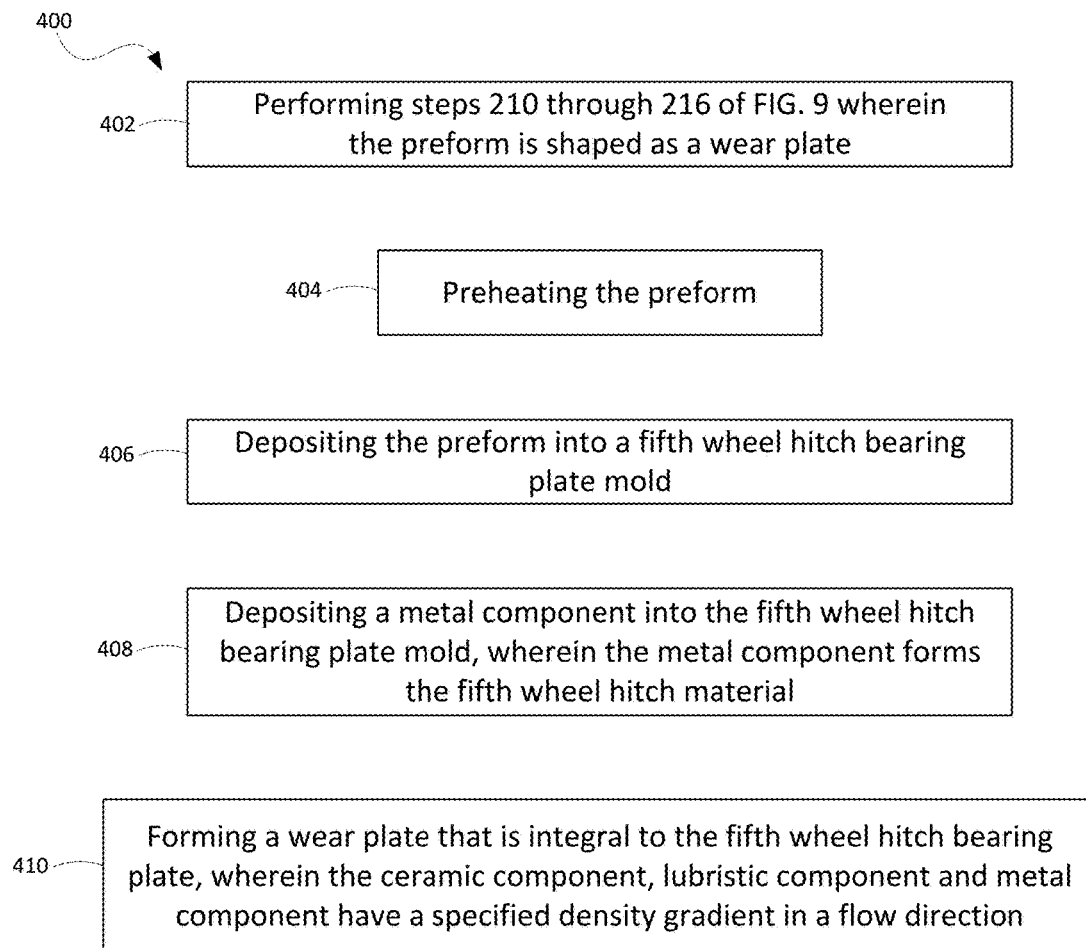 400
402
Performing steps 210 through 216 of FIG. 9 wherein
the preform is shaped as a wear plate
404
Preheating the preform
406
Depositing the preform into a fifth wheel hitch bearing
plate mold
408
Depositing a metal component into the fifth wheel hitch
bearing plate mold, wherein the metal component forms
the fifth wheel hitch material
410
Forming a wear plate that is integral to the fifth wheel hitch bearing
plate, wherein the ceramic component, lubristic component and metal
component have a specified density gradient in a flow direction